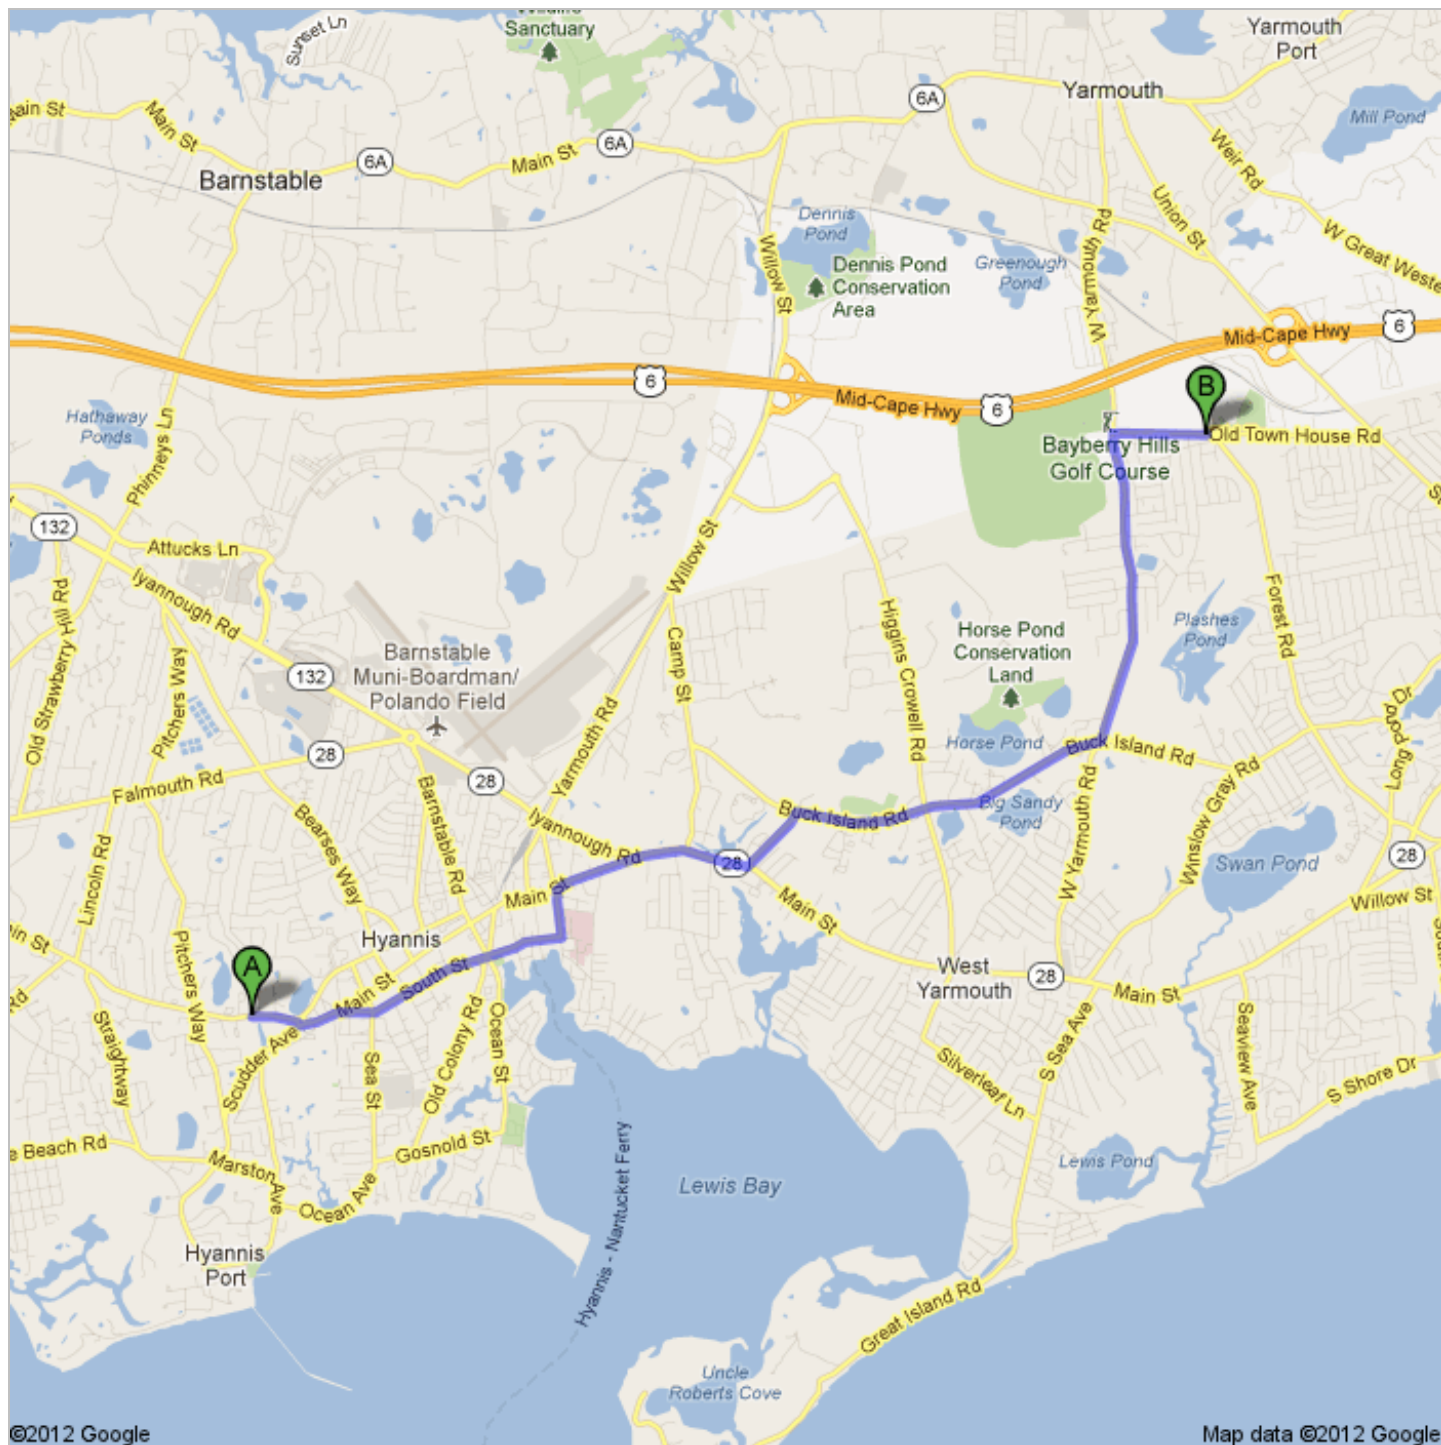 Sunset Ln
Sanctuary
Yarmouth
Port
Yarmouth
6A
Main St
Main St
Mill Pond
6A
Main St
6A
Weir Rd
Barnstable
Union St
Dennis
Pond
W Yarmouth Rd
W Great Weste
Willow St
Dennis Pond
Conservation
Area
Greenough
Pond
6
Mid-Cape Hwy
6
Mid-Cape Hwy
6
B
A
Hathaway
Ponds
Phinneys Ln
Bayberry Hills
Golf Course
Old Town House Rd
132
Attucks Ln
Iyannough Rd
Willow St
Old Strawberry Hill Rd
Pitchers Way
Camp St
Higgins Crowell Rd
Plashes
Pond
Forest Rd
Horse Pond
Conservation
Land
Barnstable
Muni-Boardman/
Polando Field
132
Long Pond Dr
28
Yarmouth Rd
Horse Pond
Buck Island Rd
28
Falmouth Rd
Barnstable Rd
Bearses Way
Iyannough Rd
Buck Island Rd
Big Sandy
Pond
W Yarmouth Rd
Winslow Gray Rd
Swan Pond
28
28
Lincoln Rd
Main St
Main St
Willow St
Hyannis
Pitchers Way
South St
Main St
West
Yarmouth
28
Main St
Straightway
Scudder Ave
Sea St
Old Colony Rd
Ocean St
S Sea Ave
Seaview Ave
Silverleaf Ln
S Shore Dr
e Beach Rd
Gosnold St
Marston Ave
Ocean Ave
Lewis Bay
Lewis Pond
Hyannis - Nantucket Ferry
Hyannis
Port
Great Island Rd
Uncle
Roberts Cove
©2012 Google
Map data ©2012 Google